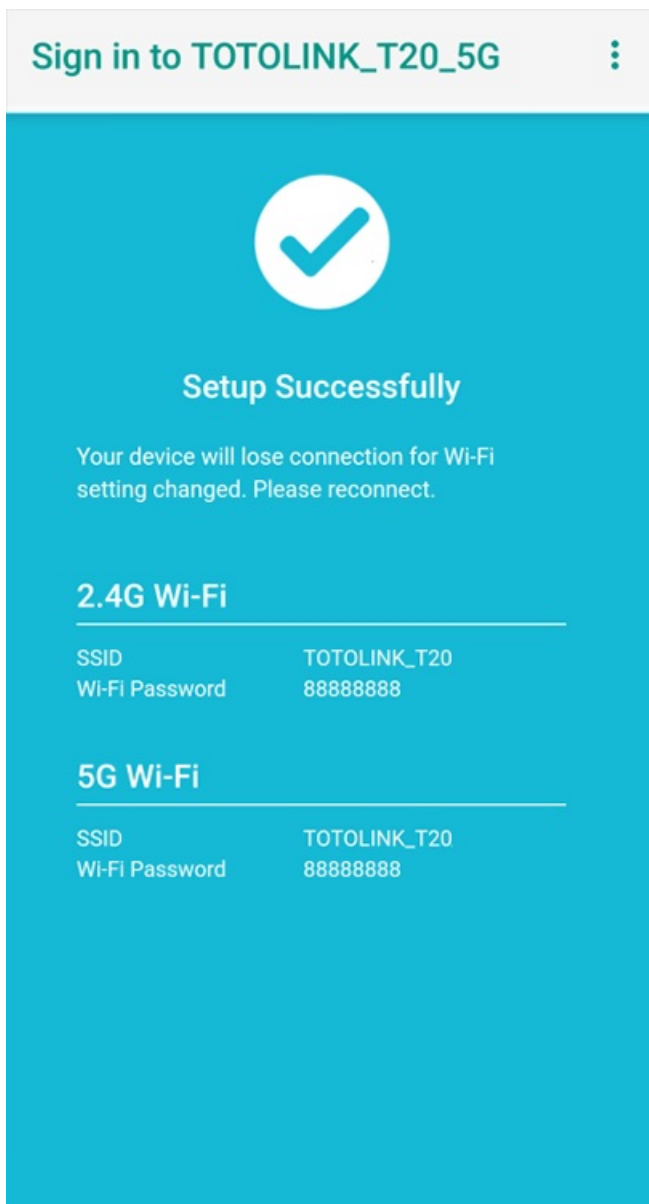 Sign in to TOTOLINK_T20_5G
Setup Successfully
Your device will lose connection for Wi-Fi
setting changed. Please reconnect.
2.4G Wi-Fi
SSID TOTOLINK_T20
Wi-Fi Password 88888888
5G Wi-Fi
SSID TOTOLINK_T20
Wi-Fi Password 88888888